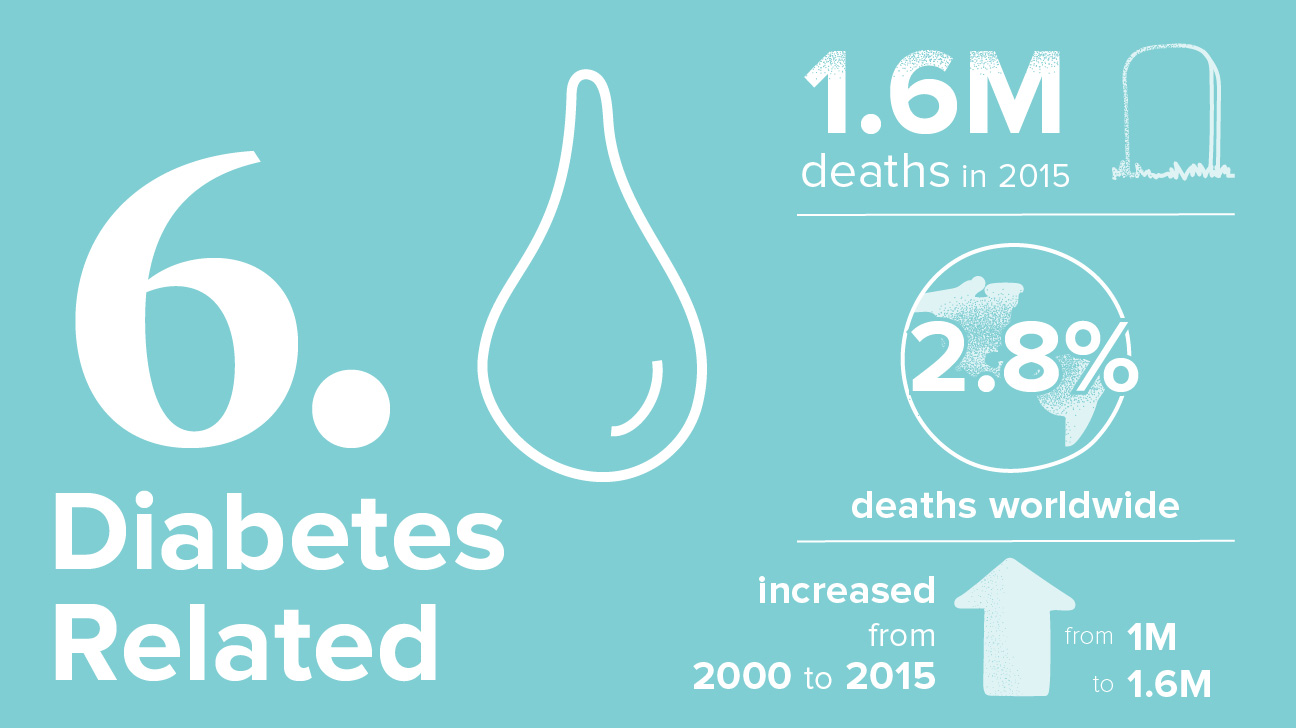 6.
Diabetes
Related
1.6M
deaths in 2015
2.8%
deaths worldwide
increased
from
2000 to 2015
from 1M
to 1.6M